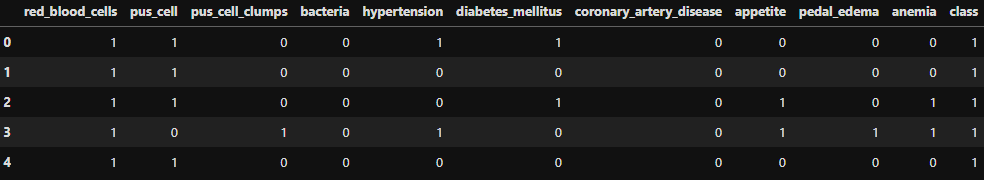 red_blood_cells pus_cell pus_cell_clumps bacteria hypertension diabetes_mellitus coronary_artery_disease appetite pedal_edema anemia class
0 1 1 0 0 1 1 0 0 0 0 1
1 1 1 0 0 0 0 0 0 0 0 1
2 1 1 0 0 0 1 0 1 0 1 1
3 1 0 1 0 1 0 0 1 1 1 1
4 1 1 0 0 0 0 0 0 0 0 1